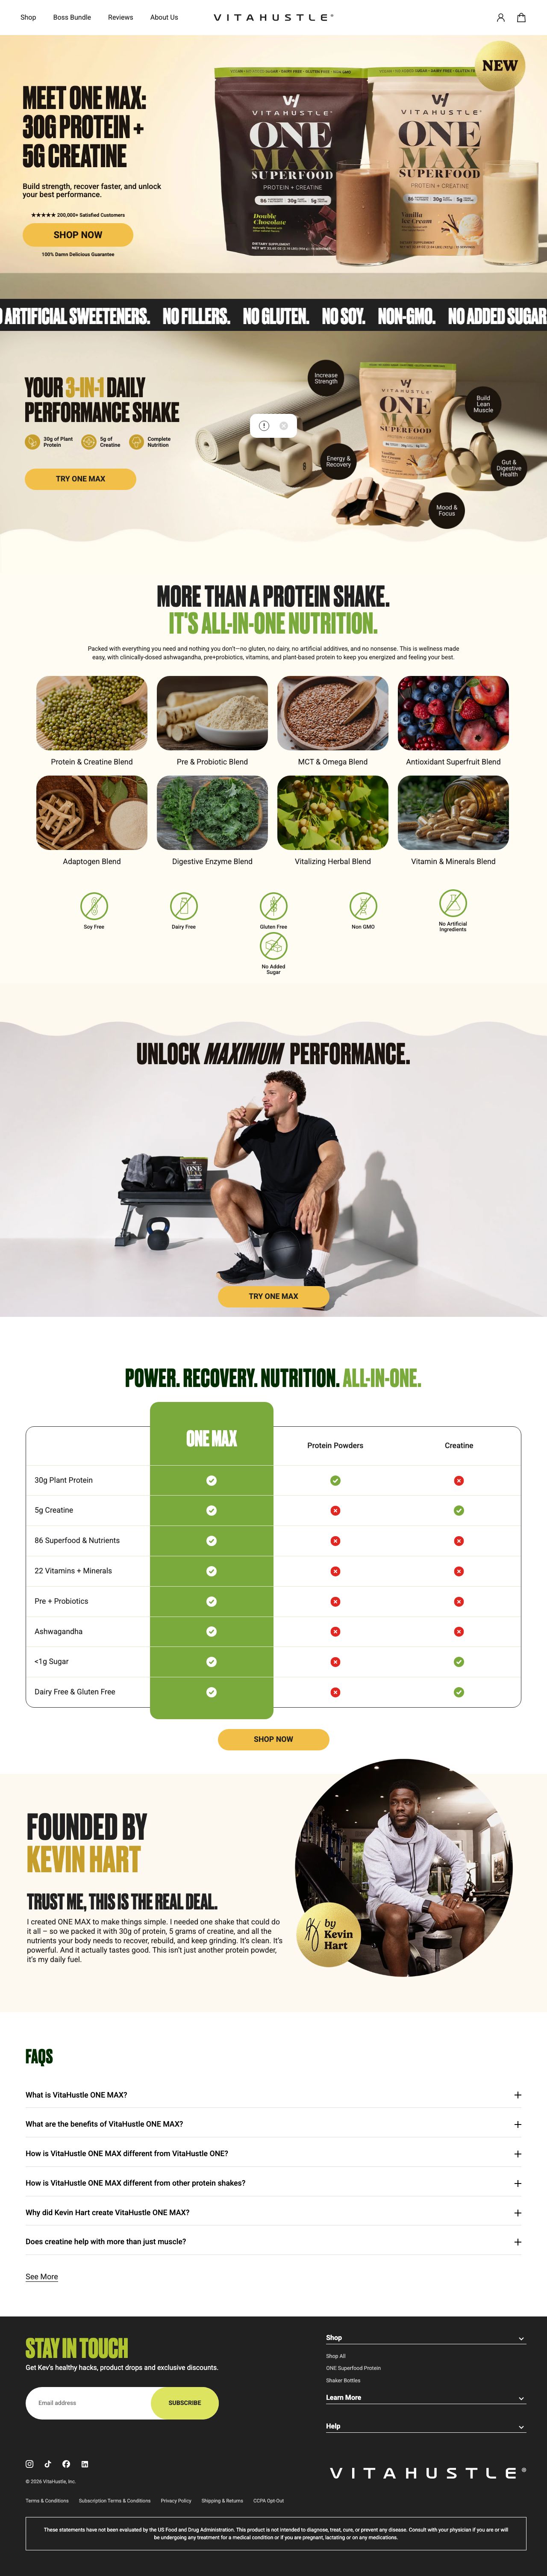 Shop
Boss Bundle
Reviews
About Us
VITAHUSTLE®
MEET ONE MAX:
30G PROTEIN +
5G CREATINE
Build strength, recover faster, and unlock
your best performance.
★★★★★ 200,000+ Satisfied Customers
SHOP NOW
100% Damn Delicious Guarantee
NEW
VITAHUSTLE
ONE
MAX
SUPERFOOD
PROTEIN + CREATINE
86 30g 5g
Double
Chocolate
VITAHUSTLE
ONE
MAX
SUPERFOOD
PROTEIN + CREATINE
86 30g 5g
Vanilla
Ice Cream
ARTIFICIAL SWEETENERS. NO FILLERS. NO GLUTEN. NO SOY. NON-GMO. NO ADDED SUGAR
YOUR 3-IN-1 DAILY
PERFORMANCE SHAKE
30g of Plant
Protein
5g of
Creatine
Complete
Nutrition
TRY ONE MAX
Increase
Strength
Build
Lean
Muscle
Energy &
Recovery
Gut &
Digestive
Health
Mood &
Focus
VITAHUSTLE
ONE
MAX
SUPERFOOD
MORE THAN A PROTEIN SHAKE.
IT'S ALL-IN-ONE NUTRITION.
Packed with everything you need and nothing you don't—no gluten, no dairy, no artificial additives, and no nonsense. This is wellness made
easy, with clinically-dosed ashwagandha, pre+probiotics, vitamins, and plant-based protein to keep you energized and feeling your best.
Protein & Creatine Blend
Pre & Probiotic Blend
MCT & Omega Blend
Antioxidant Superfruit Blend
Adaptogen Blend
Digestive Enzyme Blend
Vitalizing Herbal Blend
Vitamin & Minerals Blend
Soy Free
Dairy Free
Gluten Free
Non GMO
No Artificial
Ingredients
No Added
Sugar
UNLOCK MAXIMUM PERFORMANCE.
TRY ONE MAX
POWER. RECOVERY. NUTRITION. ALL-IN-ONE.
ONE MAX
Protein Powders
Creatine
30g Plant Protein
5g Creatine
86 Superfood & Nutrients
22 Vitamins + Minerals
Pre + Probiotics
Ashwagandha
<1g Sugar
Dairy Free & Gluten Free
SHOP NOW
FOUNDED BY
KEVIN HART
TRUST ME, THIS IS THE REAL DEAL.
I created ONE MAX to make things simple. I needed one shake that could do
it all – so we packed it with 30g of protein, 5 grams of creatine, and all the
nutrients your body needs to recover, rebuild, and keep grinding. It's clean. It's
powerful. And it actually tastes good. This isn't just another protein powder,
it's my daily fuel.
by
Kevin
Hart
FAQS
What is VitaHustle ONE MAX?
What are the benefits of VitaHustle ONE MAX?
How is VitaHustle ONE MAX different from VitaHustle ONE?
How is VitaHustle ONE MAX different from other protein shakes?
Why did Kevin Hart create VitaHustle ONE MAX?
Does creatine help with more than just muscle?
See More
STAY IN TOUCH
Get Kev's healthy hacks, product drops and exclusive discounts.
Email address
SUBSCRIBE
Shop
Shop All
ONE Superfood Protein
Shaker Bottles
Learn More
Help
VITAHUSTLE®
© 2026 VitaHustle, Inc.
Terms & Conditions
Subscription Terms & Conditions
Privacy Policy
Shipping & Returns
CCPA Opt-Out
These statements have not been evaluated by the US Food and Drug Administration. This product is not intended to diagnose, treat, cure, or prevent any disease. Consult with your physician if you are or will
be undergoing any treatment for a medical condition or if you are pregnant, lactating or on any medications.